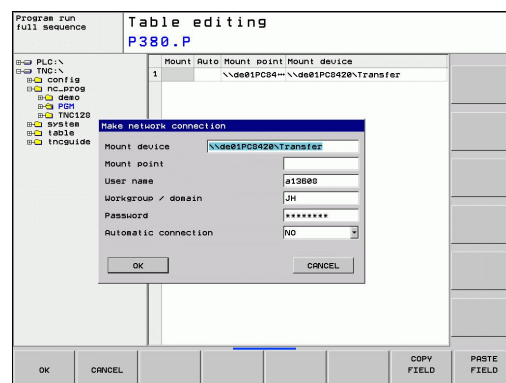 Program run
full sequence
Table editing
P380.P
PLC:\
TNC:\
config
nc_prog
demo
PGM
TNC128
system
table
tncguide
Mount Auto Mount point Mount device
1 \\de01PC84… \\de01PC8420\Transfer
Make network connection
Mount device \\de01PC8420\Transfer
Mount point
User name a13608
Workgroup / domain JH
Password ********
Automatic connection NO
OK CANCEL
OK CANCEL COPY FIELD PASTE FIELD